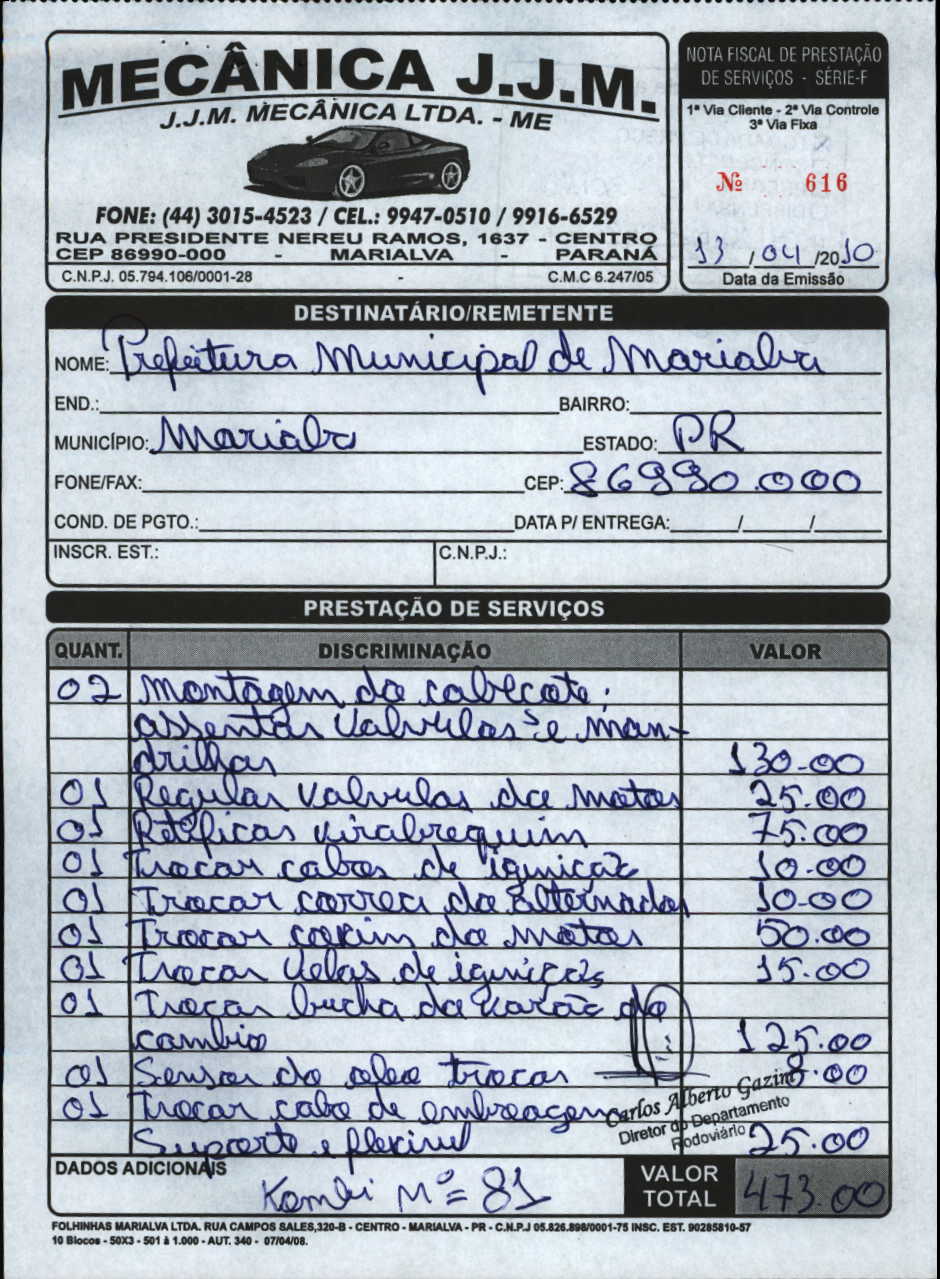 MECÂNICA J.J.M.
J.J.M. MECÂNICA LTDA. - ME
FONE: (44) 3015-4523 / CEL.: 9947-0510 / 9916-6529
RUA PRESIDENTE NEREU RAMOS, 1637 - CENTRO
CEP 86990-000 - MARIALVA - PARANÁ
C.N.P.J. 05.794.106/0001-28 - C.M.C 6.247/05
NOTA FISCAL DE PRESTAÇÃO
DE SERVIÇOS - SÉRIE-F
1ª Via Cliente - 2ª Via Controle
3ª Via Fixa
Nº 616
13 / 04 / 2010
Data da Emissão
DESTINATÁRIO/REMETENTE
NOME: Prefeitura Municipal de Marialva
END.: BAIRRO:
MUNICÍPIO: Marialva ESTADO: PR
FONE/FAX: CEP: 86990.000
COND. DE PGTO.: DATA P/ ENTREGA: / /
INSCR. EST.: C.N.P.J.:
PRESTAÇÃO DE SERVIÇOS
QUANT. DISCRIMINAÇÃO VALOR
02 Montagem do cabeçote.
assentar valvulas e man-
drilhar 130.00
01 Regular valvulas do motor 25.00
01 Retificar virabrequim 75.00
01 Trocar cabos de ignição 10.00
01 Trocar correa do alternador 10.00
01 Trocar coxim do motor 50.00
01 Trocar velas de ignição 15.00
01 Trocar bucha do varão do
cambio 125.00
01 Sensor do oleo trocar 8.00
01 Trocar cabo de embreagem
Suporte e flexivel 25.00
Carlos Alberto Gazim
Diretor do Departamento
Rodoviário
DADOS ADICIONAIS
Kombi Nº = 81
VALOR TOTAL 473.00
FOLHINHAS MARIALVA LTDA. RUA CAMPOS SALES,320-B - CENTRO - MARIALVA - PR - C.N.P.J 05.826.898/0001-75 INSC. EST. 90285810-57
10 Blocos - 50X3 - 501 à 1.000 - AUT. 340 - 07/04/08.